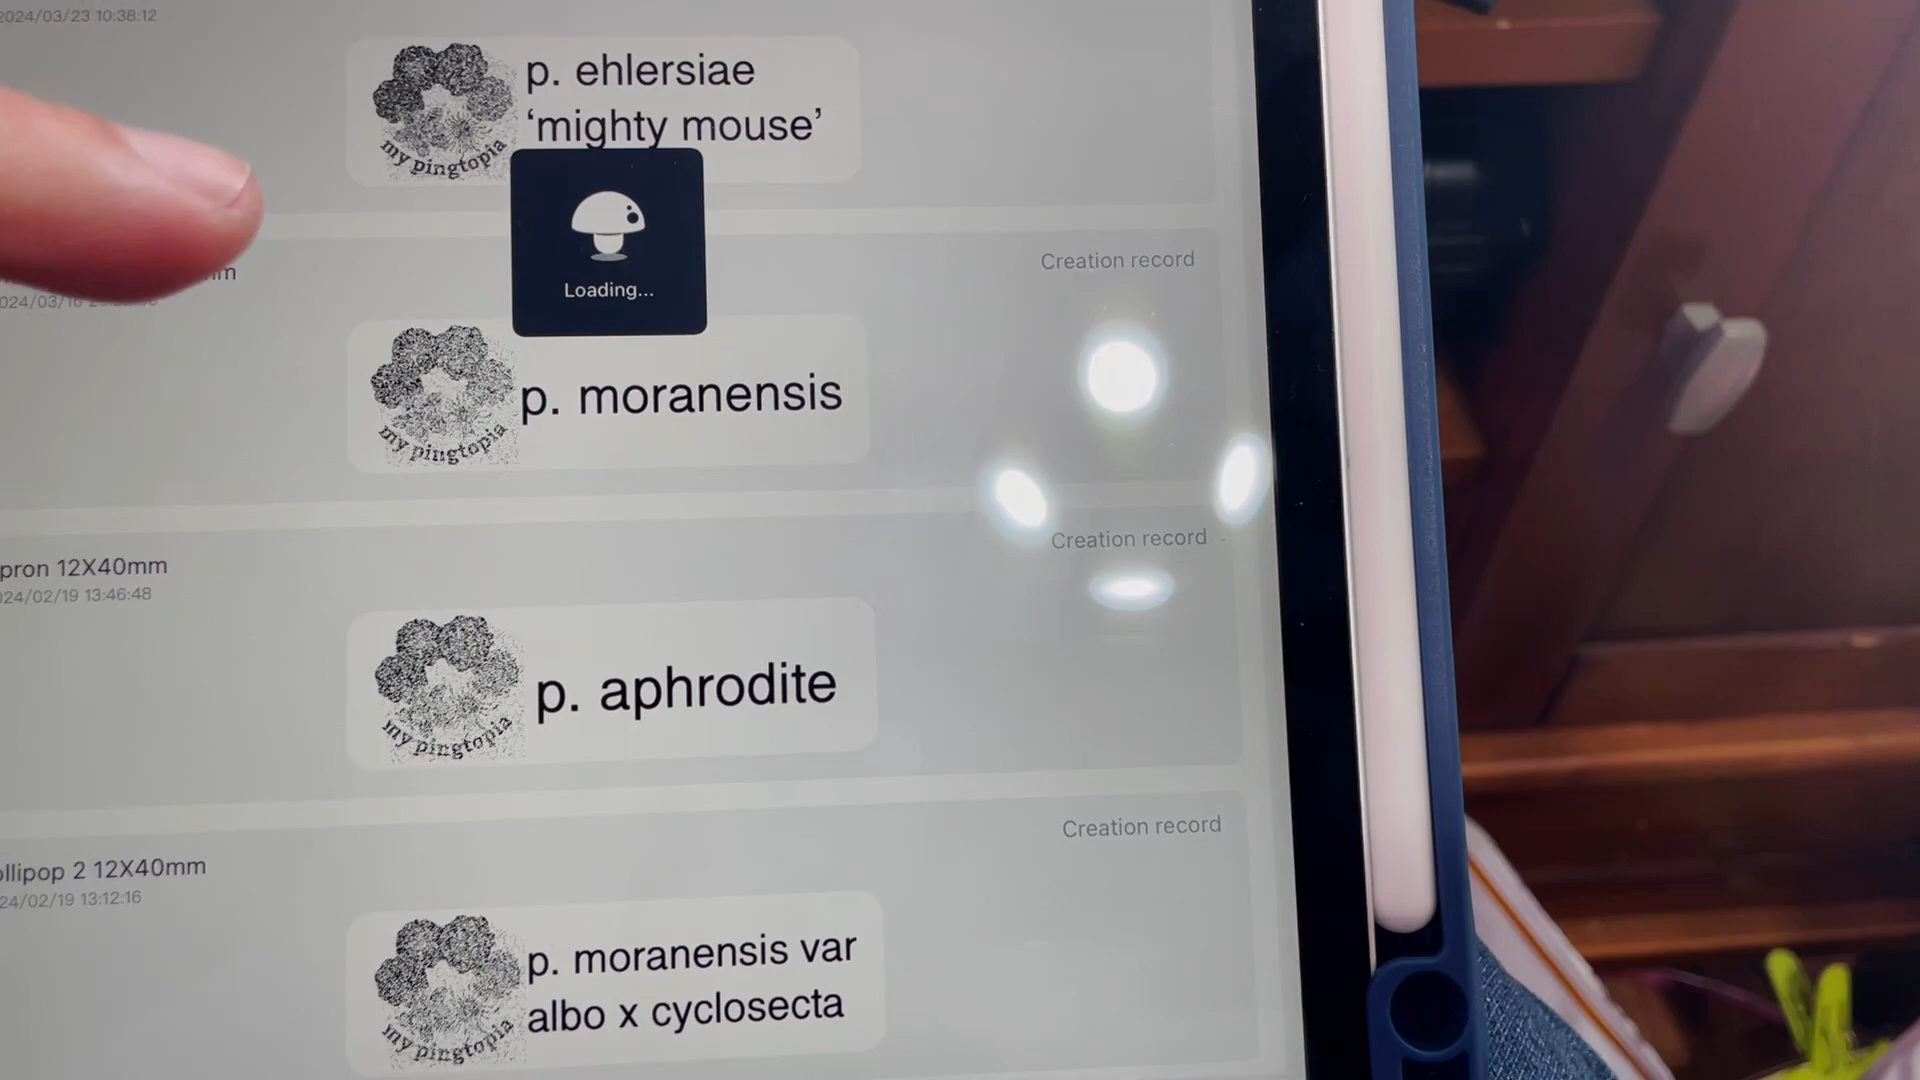 2024/03/23 10:38:12
p. ehlersiae
‘mighty mouse’
my pingtopia
Loading...
Creation record
p. moranensis
my pingtopia
Creation record
pron 12X40mm
24/02/19 13:46:48
p. aphrodite
my pingtopia
Creation record
ollipop 2 12X40mm
24/02/19 13:12:16
p. moranensis var
albo x cyclosecta
my pingtopia